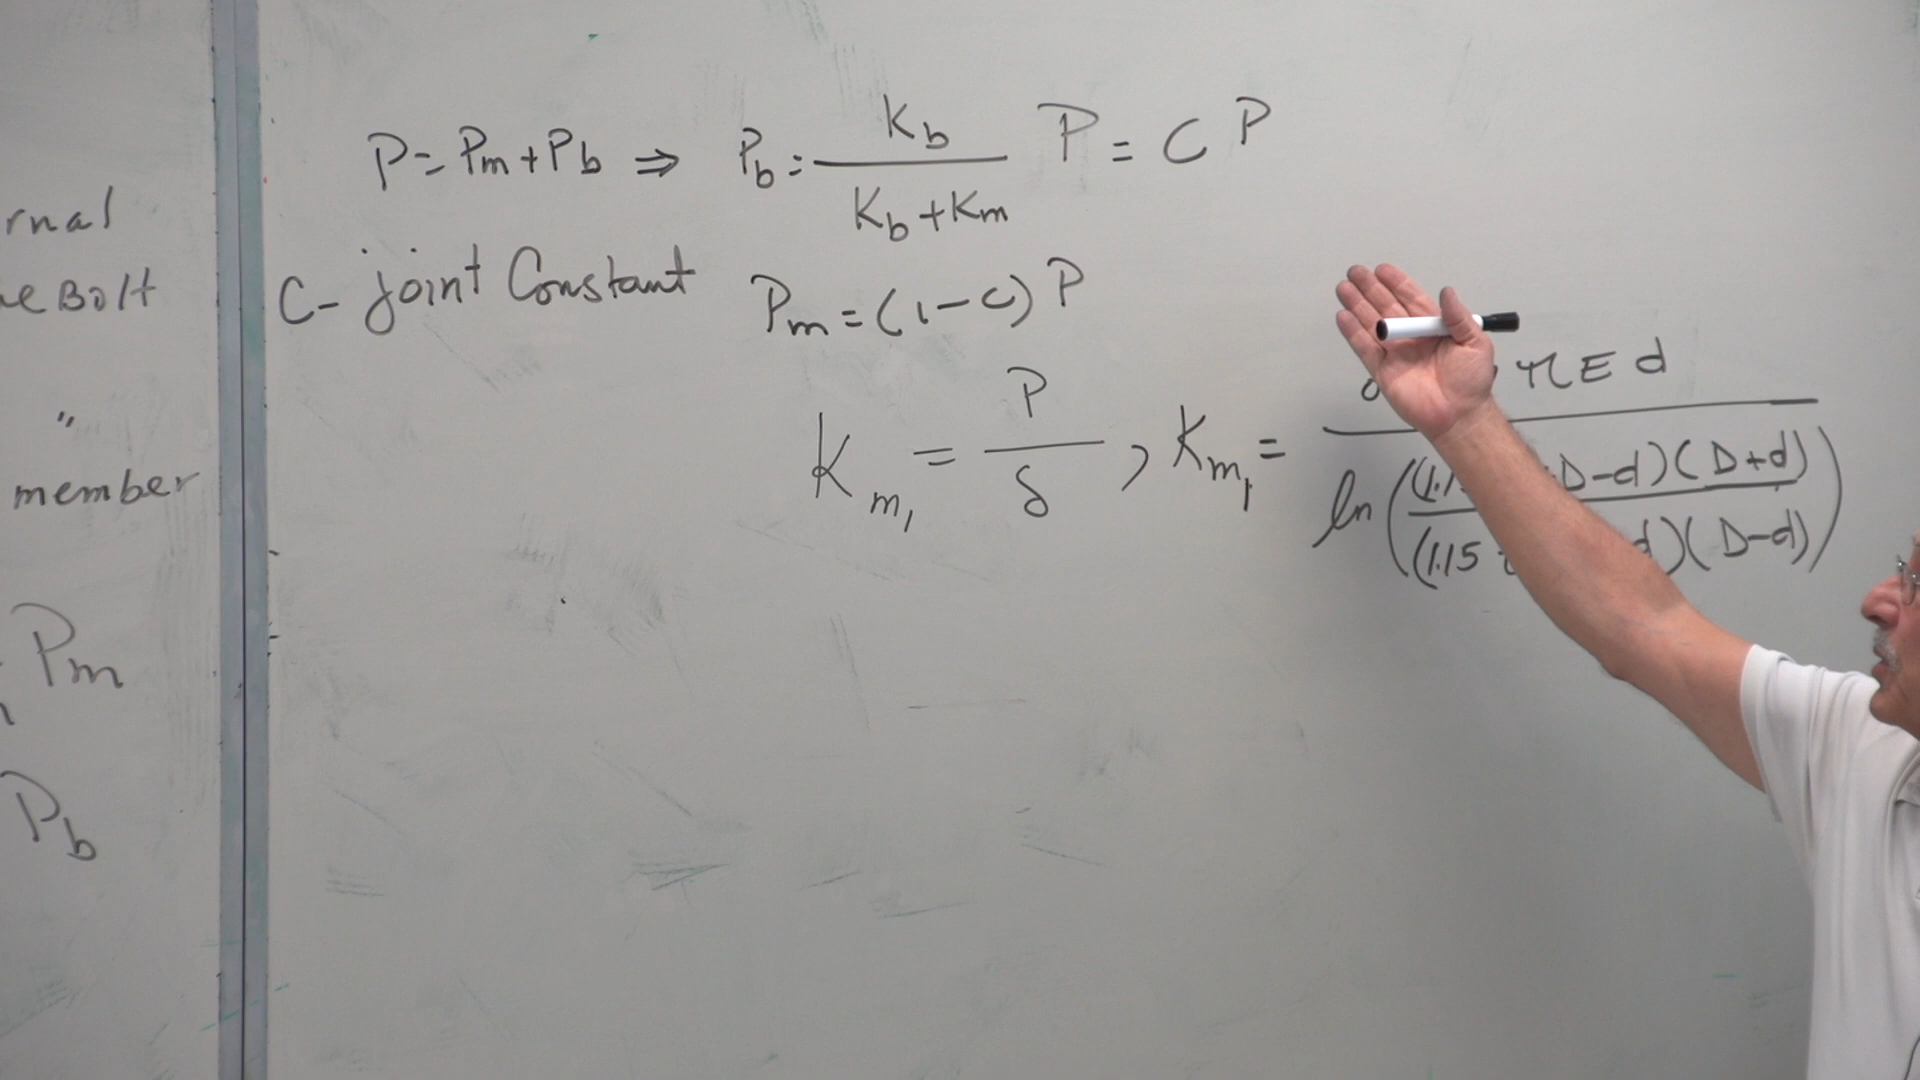 rnal
Bolt
"
member
Pm
Pb
P = Pm + Pb ⇒ Pb = Kb / (Kb + Km) P = C P
C - joint Constant Pm = (1 - C) P
Km1 = P / δ , Km1 = π E d
ln ( (D - d)(D + d)
(1.15 d)(D - d) )